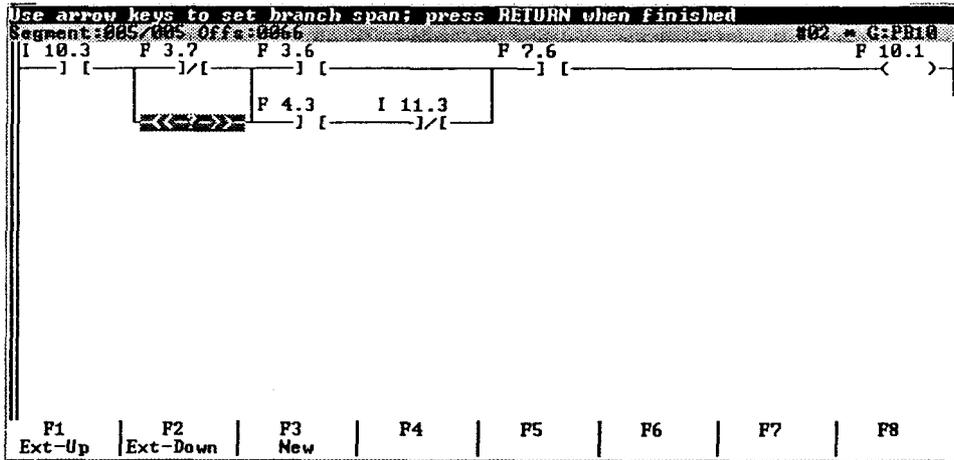 Use arrow keys to set branch span; press RETURN when finished
Segment:005/005 Offs:0066 #02 = G:PB10
I 10.3 F 3.7 F 3.6 F 7.6 F 10.1
] [ ]/[ ] [ ] [ ( )
F 4.3 I 11.3
<<-?->> ] [ ]/[
F1 F2 F3 F4 F5 F6 F7 F8
Ext-Up Ext-Down New